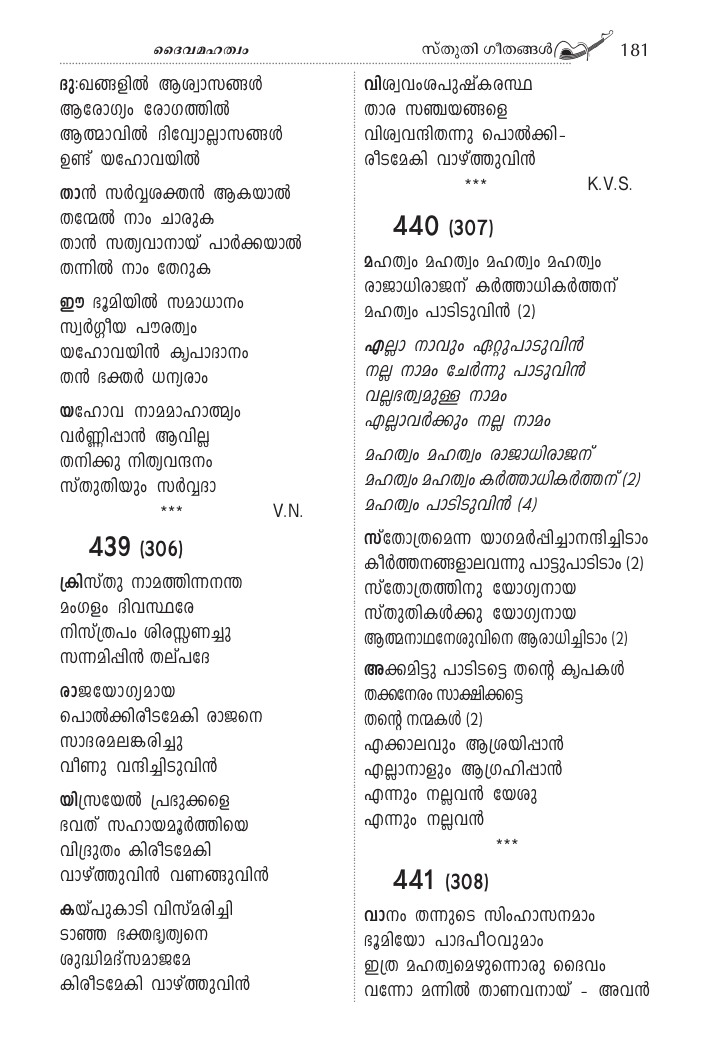 ദൈവമഹത്വം
സ്തുതി ഗീതങ്ങൾ 181
ദുഃഖങ്ങളിൽ ആശ്വാസങ്ങൾ
ആരോഗ്യം രോഗത്തിൽ
ആത്മാവിൽ ദിവ്യോല്ലാസങ്ങൾ
ഉണ്ട് യഹോവയിൽ
താൻ സർവ്വശക്തൻ ആകയാൽ
തന്മേൽ നാം ചാരുക
താൻ സത്യവാനായ് പാർക്കയാൽ
തന്നിൽ നാം തേറുക
ഈ ഭൂമിയിൽ സമാധാനം
സ്വർഗ്ഗീയ പൗരത്വം
യഹോവയിൻ കൃപാദാനം
തൻ ഭക്തർ ധന്യരാം
യഹോവ നാമമാഹാത്മ്യം
വർണ്ണിപ്പാൻ ആവില്ല
തനിക്കു നിത്യവന്ദനം
സ്തുതിയും സർവ്വദാ
*** V.N.
439 (306)
ക്രിസ്തു നാമത്തിന്നനന്ത
മംഗളം ദിവസ്ഥരേ
നിസ്ത്രപം ശിരസ്സണച്ചു
സന്നമിപ്പിൻ തല്പദേ
രാജയോഗ്യമായ
പൊൽക്കിരീടമേകി രാജനെ
സാദരമലങ്കരിച്ചു
വീണു വന്ദിച്ചിടുവിൻ
യിസ്രയേൽ പ്രഭുക്കളെ
ഭവത് സഹായമൂർത്തിയെ
വിദ്രുതം കിരീടമേകി
വാഴ്ത്തുവിൻ വണങ്ങുവിൻ
കയ്പുകാടി വിസ്മരിച്ചി
ടാഞ്ഞ ഭക്തഭൃത്യനെ
ശുദ്ധിമദ്സമാജമേ
കിരീടമേകി വാഴ്ത്തുവിൻ
വിശ്വവംശപുഷ്കരസ്ഥ
താര സഞ്ചയങ്ങളെ
വിശ്വവന്ദിതന്നു പൊൽക്കി-
രീടമേകി വാഴ്ത്തുവിൻ
*** K.V.S.
440 (307)
മഹത്വം മഹത്വം മഹത്വം മഹത്വം
രാജാധിരാജന് കർത്താധികർത്തന്
മഹത്വം പാടിടുവിൻ (2)
എല്ലാ നാവും ഏറ്റുപാടുവിൻ
നല്ല നാമം ചേർന്നു പാടുവിൻ
വല്ലഭത്വമുള്ള നാമം
എല്ലാവർക്കും നല്ല നാമം
മഹത്വം മഹത്വം രാജാധിരാജന്
മഹത്വം മഹത്വം കർത്താധികർത്തന് (2)
മഹത്വം പാടിടുവിൻ (4)
സ്തോത്രമെന്ന യാഗമർപ്പിച്ചാനന്ദിച്ചിടാം
കീർത്തനങ്ങളാലവന്നു പാട്ടുപാടിടാം (2)
സ്തോത്രത്തിനു യോഗ്യനായ
സ്തുതികൾക്കു യോഗ്യനായ
ആത്മനാഥനേശുവിനെ ആരാധിച്ചിടാം (2)
അക്കമിട്ടു പാടിടട്ടെ തന്റെ കൃപകൾ
തക്കനേരം സാക്ഷിക്കട്ടെ
തന്റെ നന്മകൾ (2)
എക്കാലവും ആശ്രയിപ്പാൻ
എല്ലാനാളും ആഗ്രഹിപ്പാൻ
എന്നും നല്ലവൻ യേശു
എന്നും നല്ലവൻ
***
441 (308)
വാനം തന്നുടെ സിംഹാസനമാം
ഭൂമിയോ പാദപീഠവുമാം
ഇത്ര മഹത്വമെഴുന്നൊരു ദൈവം
വന്നോ മന്നിൽ താണവനായ് - അവൻ